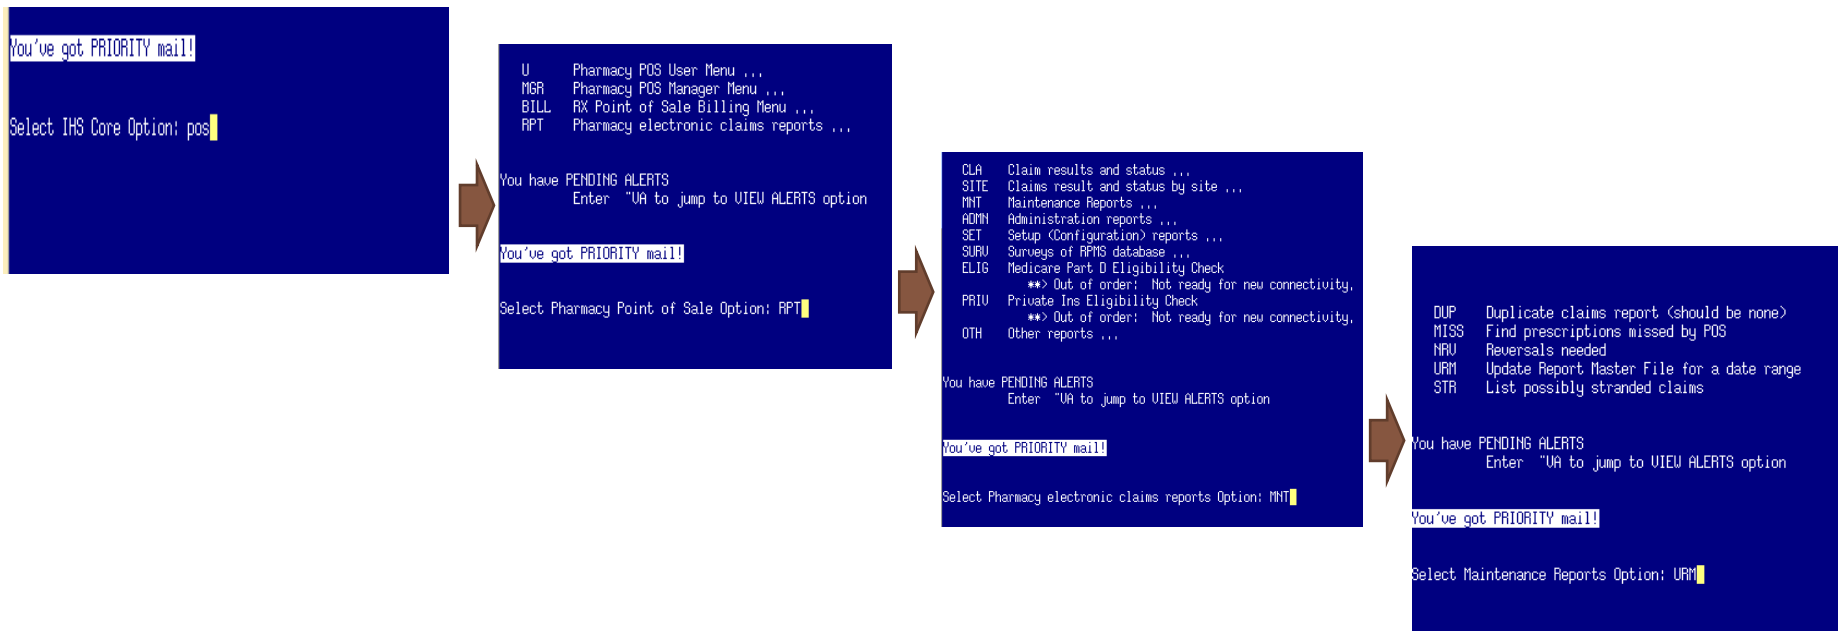 You've got PRIORITY mail!
Select IHS Core Option: pos
U Pharmacy POS User Menu ...
MGR Pharmacy POS Manager Menu ...
BILL RX Point of Sale Billing Menu ...
RPT Pharmacy electronic claims reports ...
You have PENDING ALERTS
Enter "VA to jump to VIEW ALERTS option
You've got PRIORITY mail!
Select Pharmacy Point of Sale Option: RPT
CLA Claim results and status ...
SITE Claims result and status by site ...
MNT Maintenance Reports ...
ADMN Administration reports ...
SET Setup (Configuration) reports ...
SURV Surveys of RPMS database ...
ELIG Medicare Part D Eligibility Check
**> Out of order: Not ready for new connectivity.
PRIV Private Ins Eligibility Check
**> Out of order: Not ready for new connectivity.
OTH Other reports ...
You have PENDING ALERTS
Enter "VA to jump to VIEW ALERTS option
You've got PRIORITY mail!
Select Pharmacy electronic claims reports Option: MNT
DUP Duplicate claims report (should be none)
MISS Find prescriptions missed by POS
NRV Reversals needed
URM Update Report Master File for a date range
STR List possibly stranded claims
You have PENDING ALERTS
Enter "VA to jump to VIEW ALERTS option
You've got PRIORITY mail!
Select Maintenance Reports Option: URM